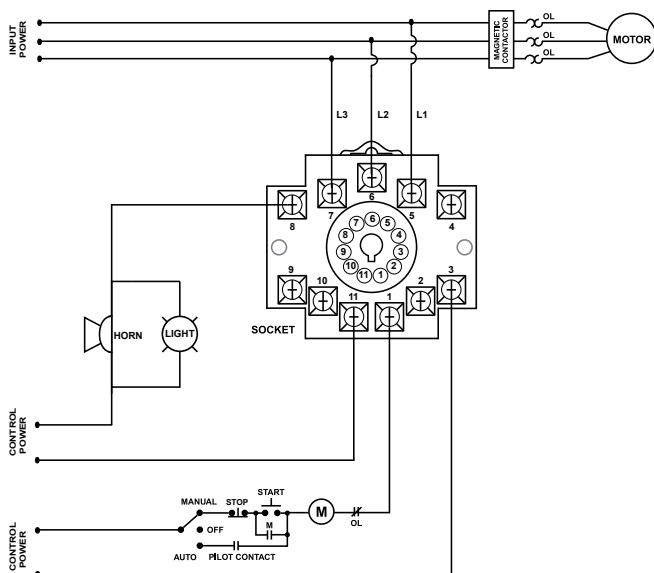 INPUT
POWER
MAGNETIC
CONTACTOR
OL
OL
OL
MOTOR
L3
L2
L1
6
7
5
8
4
6
7
5
8
4
9
3
10
2
11
1
9
3
10
2
11
1
SOCKET
HORN
LIGHT
CONTROL
POWER
START
MANUAL
STOP
M
M
OFF
OL
AUTO
PILOT CONTACT
CONTROL
POWER